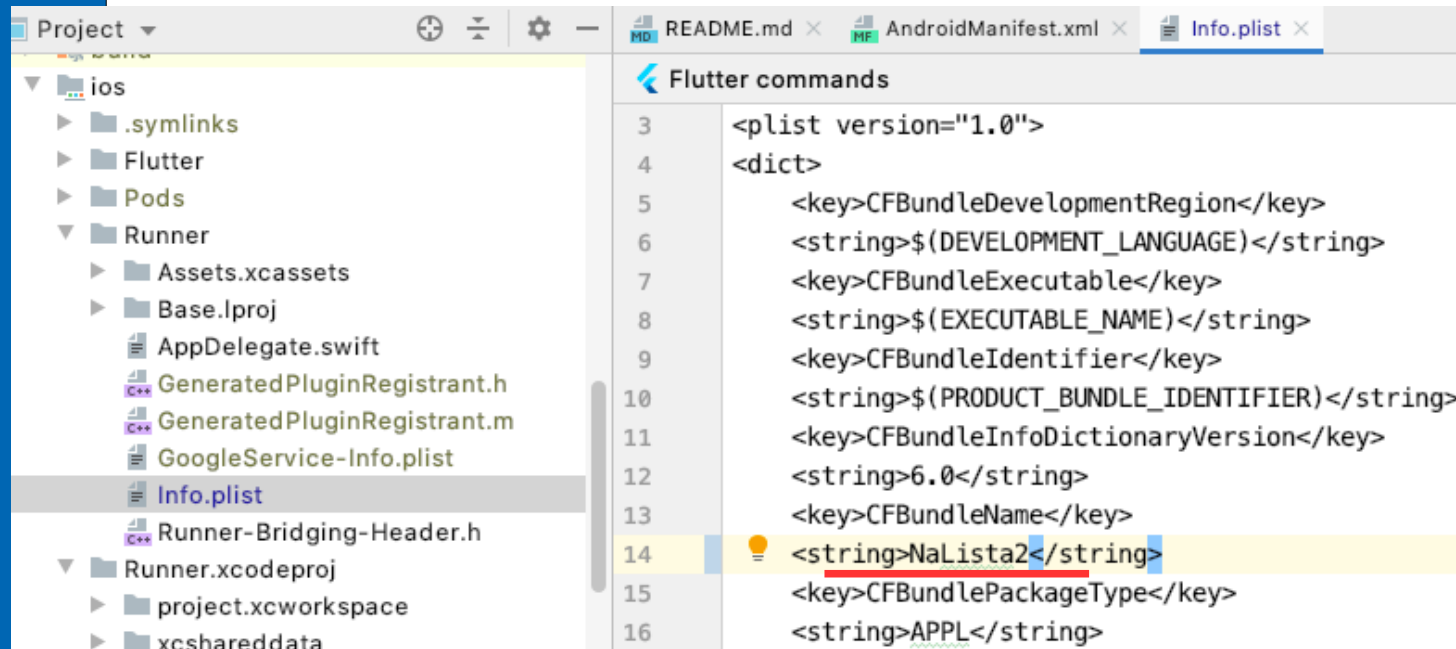 Project
README.md
AndroidManifest.xml
Info.plist
build
ios
.symlinks
Flutter
Pods
Runner
Assets.xcassets
Base.lproj
AppDelegate.swift
C++ GeneratedPluginRegistrant.h
C++ GeneratedPluginRegistrant.m
GoogleService-Info.plist
Info.plist
C++ Runner-Bridging-Header.h
Runner.xcodeproj
project.xcworkspace
xcshareddata
MD
MF
Flutter commands
3 <plist version="1.0">
4 <dict>
5 <key>CFBundleDevelopmentRegion</key>
6 <string>$(DEVELOPMENT_LANGUAGE)</string>
7 <key>CFBundleExecutable</key>
8 <string>$(EXECUTABLE_NAME)</string>
9 <key>CFBundleIdentifier</key>
10 <string>$(PRODUCT_BUNDLE_IDENTIFIER)</string>
11 <key>CFBundleInfoDictionaryVersion</key>
12 <string>6.0</string>
13 <key>CFBundleName</key>
14 <string>NaLista2</string>
15 <key>CFBundlePackageType</key>
16 <string>APPL</string>